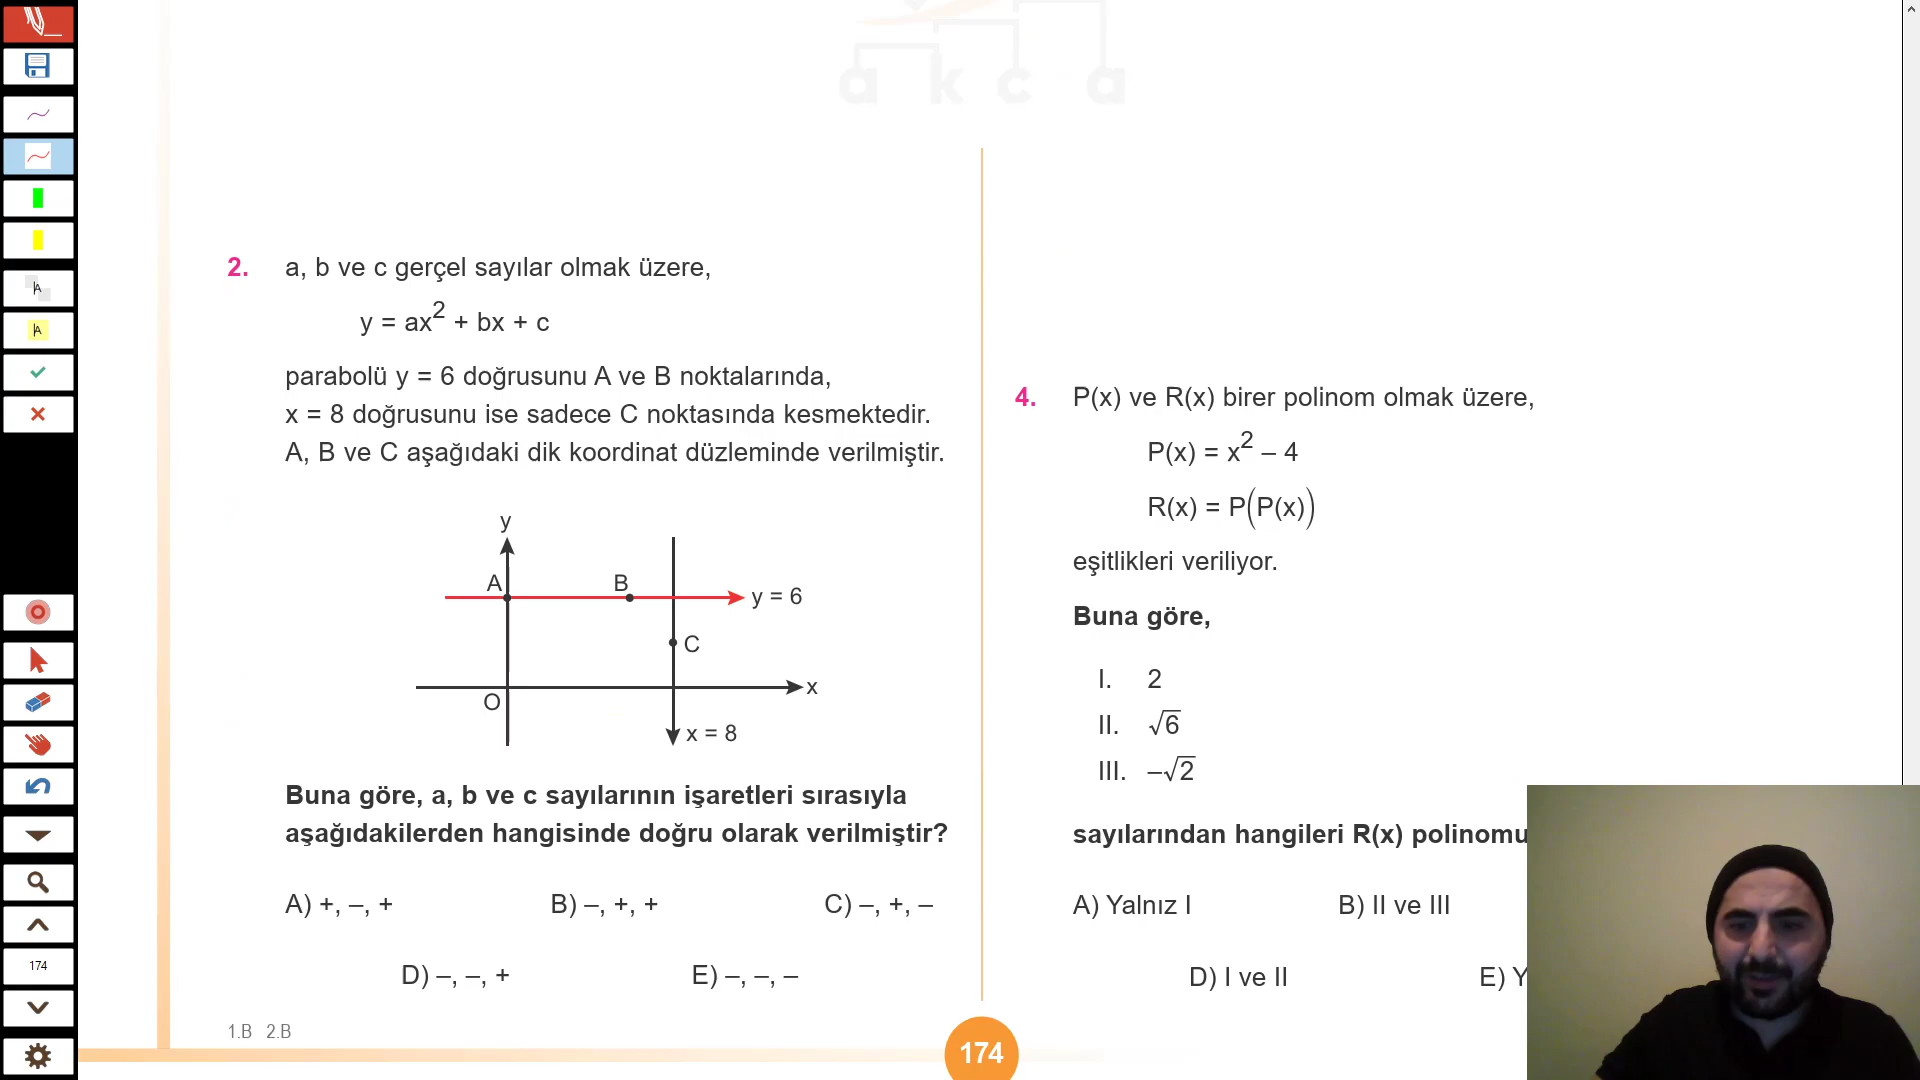 a k c a
2. a, b ve c gerçel sayılar olmak üzere,
y = ax² + bx + c
parabolü y = 6 doğrusunu A ve B noktalarında,
x = 8 doğrusunu ise sadece C noktasında kesmektedir.
A, B ve C aşağıdaki dik koordinat düzleminde verilmiştir.
y
A B
y = 6
C
O x
x = 8
Buna göre, a, b ve c sayılarının işaretleri sırasıyla
aşağıdakilerden hangisinde doğru olarak verilmiştir?
A) +, –, + B) –, +, + C) –, +, –
D) –, –, + E) –, –, –
1.B 2.B
174
4. P(x) ve R(x) birer polinom olmak üzere,
P(x) = x² – 4
R(x) = P(P(x))
eşitlikleri veriliyor.
Buna göre,
I. 2
II. √6
III. –√2
sayılarından hangileri R(x) polinomu
A) Yalnız I B) II ve III
D) I ve II E) Y
A
A
174